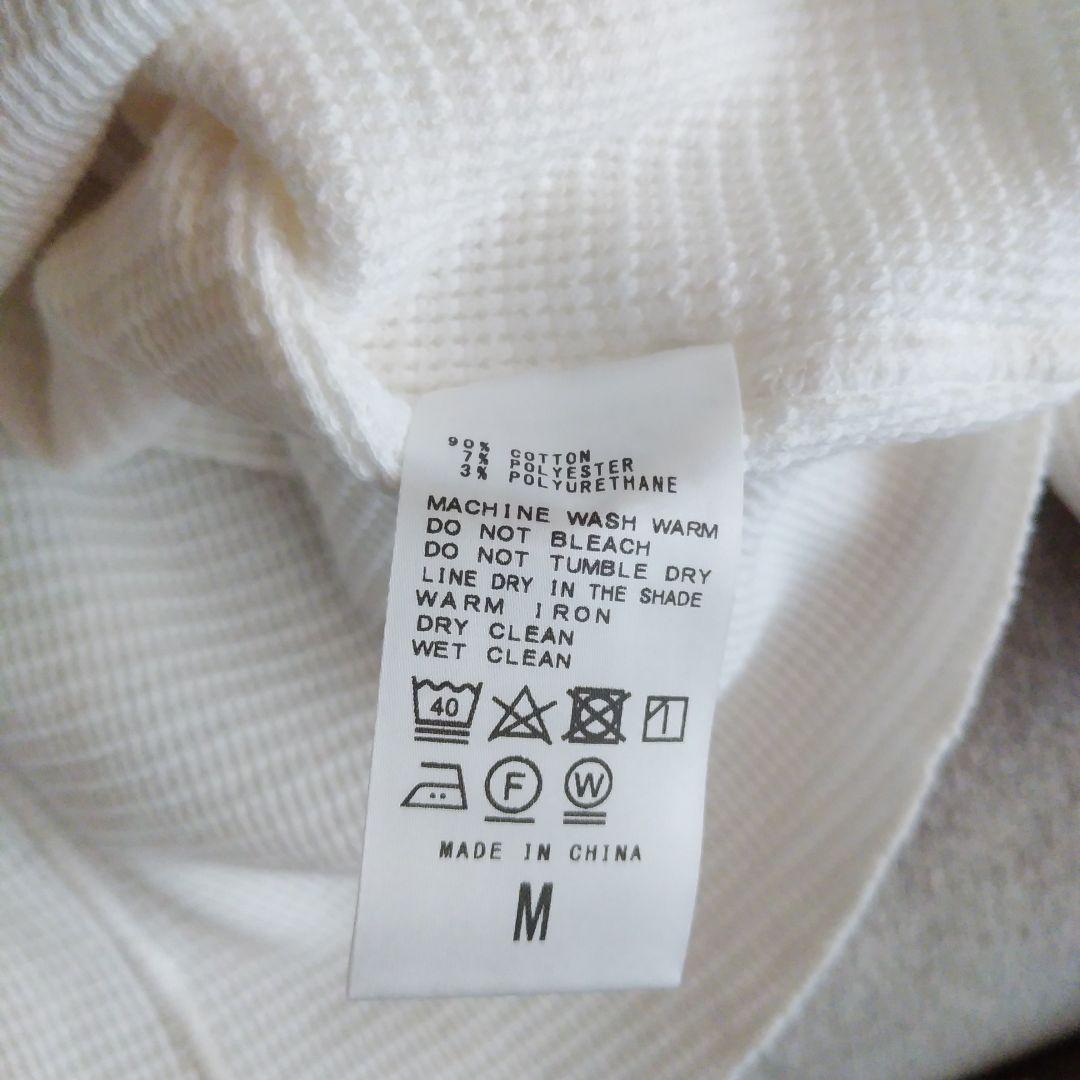 90% COTTON
7% POLYESTER
3% POLYURETHANE
MACHINE WASH WARM
DO NOT BLEACH
DO NOT TUMBLE DRY
LINE DRY IN THE SHADE
WARM IRON
DRY CLEAN
WET CLEAN
40
F W
MADE IN CHINA
M